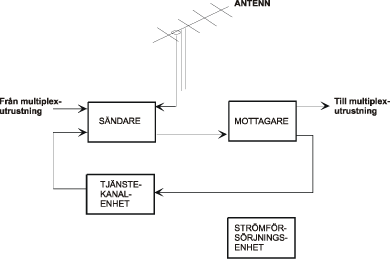 ANTENN
Från multiplex-
utrustning
Till multiplex-
utrustning
SÄNDARE
MOTTAGARE
TJÄNSTE-
KANAL-
ENHET
STRÖMFÖR-
SÖRJNINGS-
ENHET